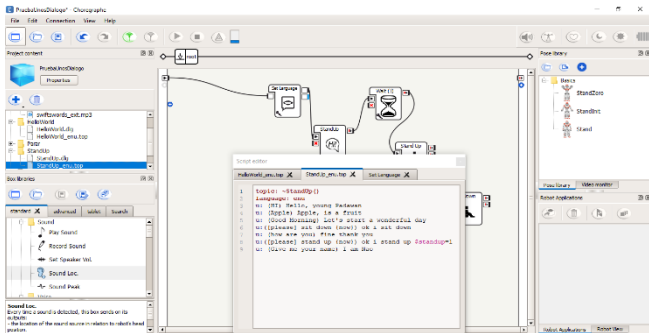 PruebaUnosDialogo* - Choregraphe
File Edit Connection View Help
Project content
PruebaUnosDialogo
Properties
swiftswords_ext.mp3
HelloWorld
HelloWorld.dlg
HelloWorld_enu.top
StandUp
StandUp.dlg
StandUp_enu.top
Box libraries
standard advanced tablet Search
Sound
Play Sound
Record Sound
Set Speaker Vol.
Sound Loc.
Sound Peak
Sound Loc.
Every time a sound is detected, this box sends on its
outputs:
- the location of the sound source in relation to robot's head
position.
root
Set Language
StandUp
Wait (1)
Stand Up
Script editor
HelloWorld_enu.top StandUp_enu.top Set Language
topic: ~StandUp()
language: enu
u: (Hi) Hello, young Padawan
u: (Apple) Apple, is a fruit
u: (Good Morning) Let's start a wonderful day
u:({please} sit down {now}) ok i sit down
u: (how are you) fine thank you
u:({please} stand up {now}) ok i stand up $standup=1
u: (Give me your name) I am Nao
Pose library
Basics
StandZero
StandInit
Stand
Pose library Video monitor
Robot Applications
Robot Applications Robot View